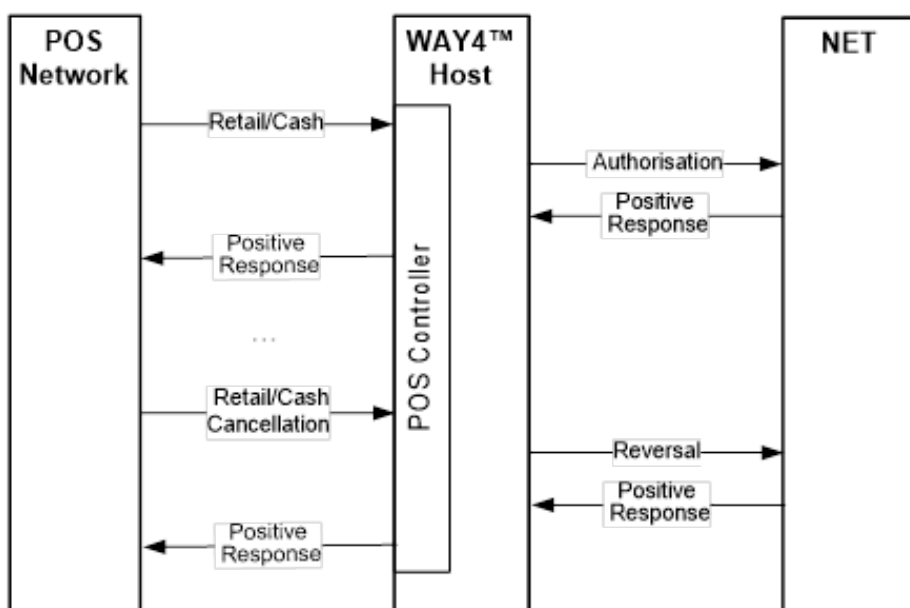 POS
Network
WAY4™
Host
NET
Retail/Cash
Authorisation
Positive
Response
Positive
Response
POS Controller
...
Retail/Cash
Cancellation
Reversal
Positive
Response
Positive
Response